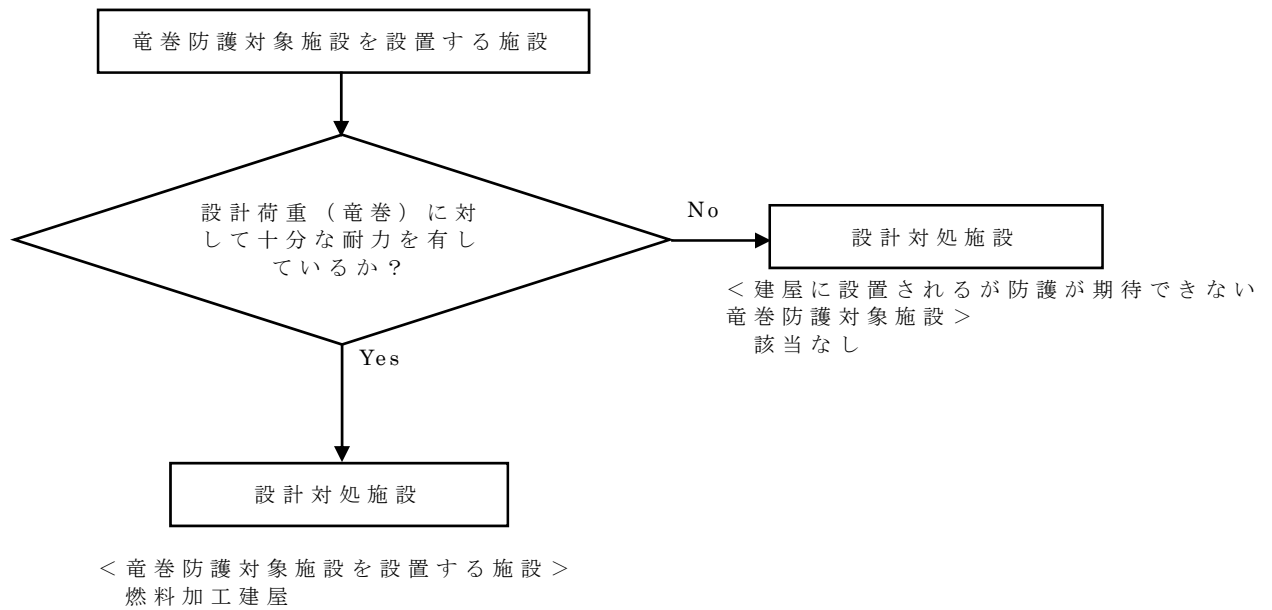 竜巻防護対象施設を設置する施設
設計荷重（竜巻）に対
して十分な耐力を有し
ているか？
No
設計対処施設
＜建屋に設置されるが防護が期待できない
竜巻防護対象施設＞
該当なし
Yes
設計対処施設
＜竜巻防護対象施設を設置する施設＞
燃料加工建屋